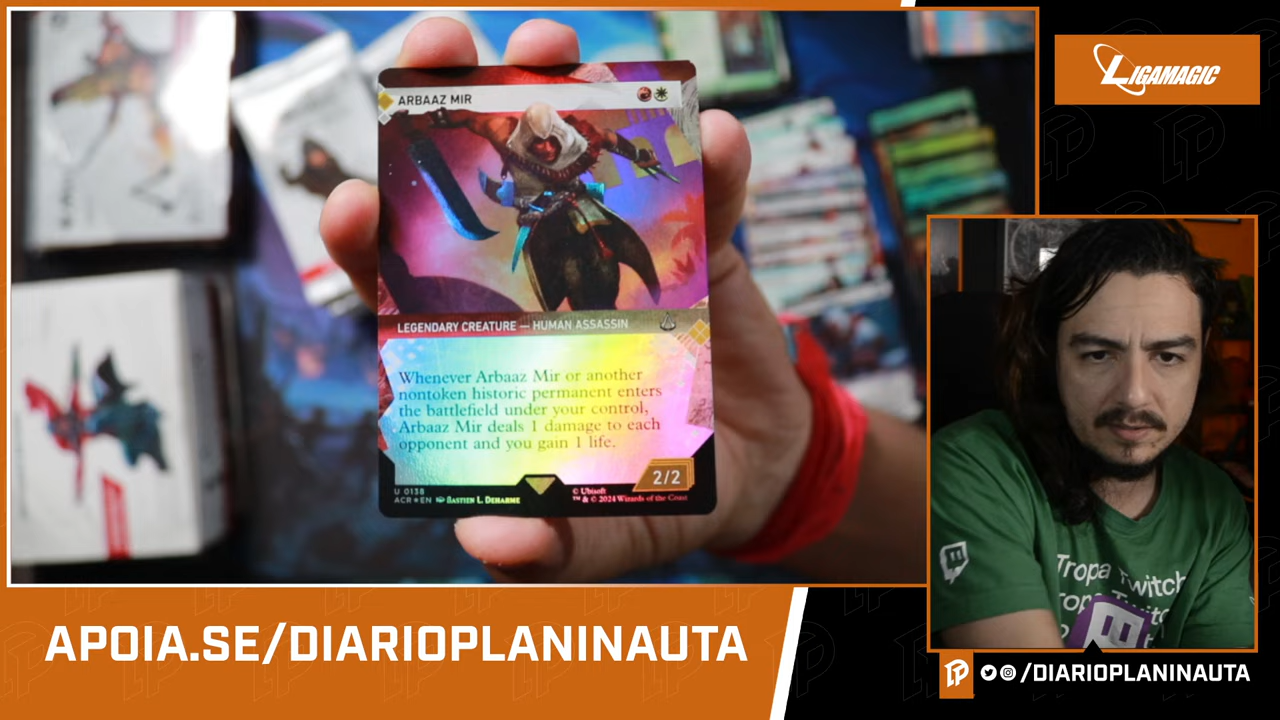 ARBAAZ MIR
LEGENDARY CREATURE — HUMAN ASSASSIN
Whenever Arbaaz Mir or another
nontoken historic permanent enters
the battlefield under your control,
Arbaaz Mir deals 1 damage to each
opponent and you gain 1 life.
2/2
U 0138
ACR ★ EN BASTIEN L. DEHARME
© Ubisoft
™ & © 2024 Wizards of the Coast
LIGAMAGIC
Tropa Twitch
APOIA.SE/DIARIOPLANINAUTA
/DIARIOPLANINAUTA